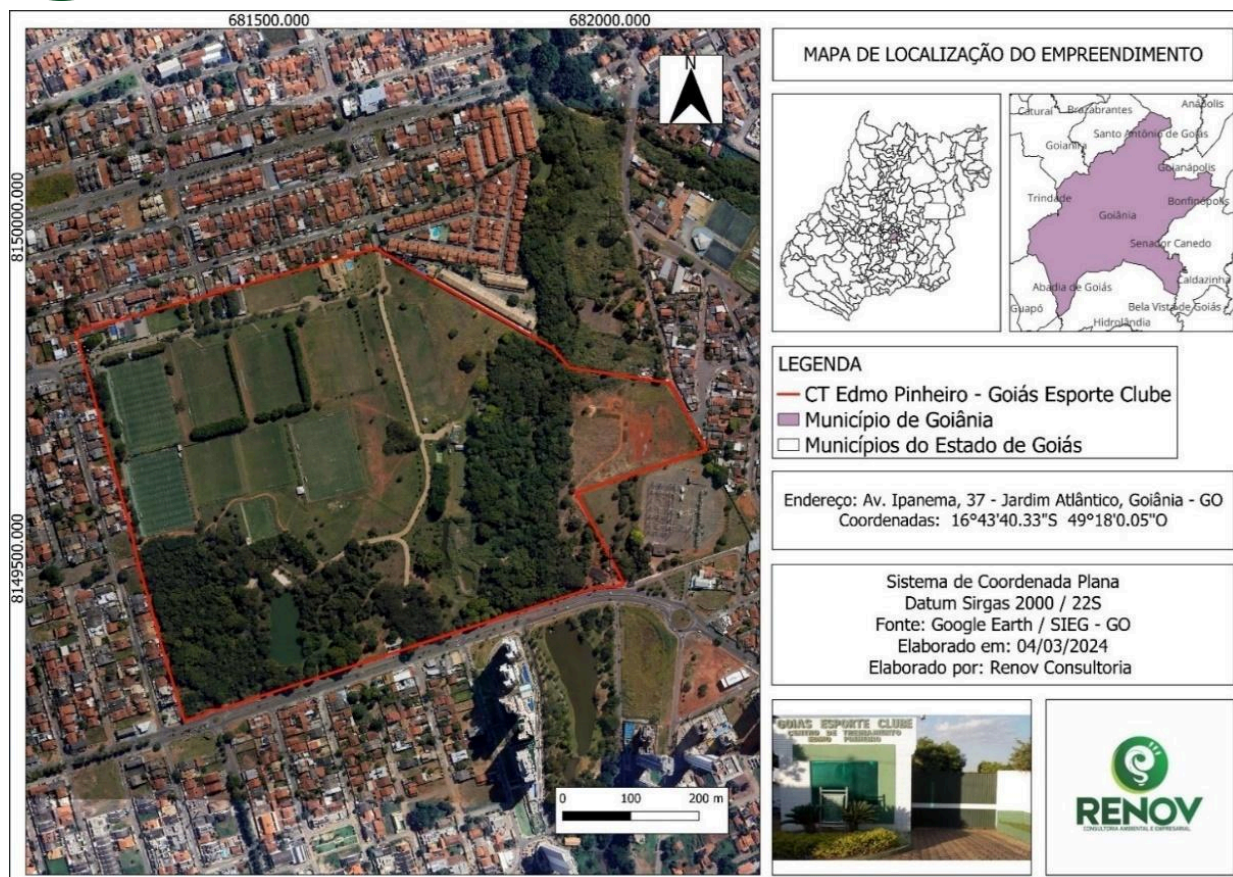 681500.000
682000.000
8150000.000
8149500.000
N
0 100 200 m
MAPA DE LOCALIZAÇÃO DO EMPREENDIMENTO
Catural
Brazabrantes
Anápolis
Santo Antônio de Goiás
Goianira
Goianápolis
Trindade
Bonfinópolis
Goiânia
Senador Canedo
Caldazinha
Abadia de Goiás
Bela Vista de Goiás
Guapó
Hidrolândia
LEGENDA
CT Edmo Pinheiro - Goiás Esporte Clube
Município de Goiânia
Municípios do Estado de Goiás
Endereço: Av. Ipanema, 37 - Jardim Atlântico, Goiânia - GO
Coordenadas: 16°43'40.33"S 49°18'0.05"O
Sistema de Coordenada Plana
Datum Sirgas 2000 / 22S
Fonte: Google Earth / SIEG - GO
Elaborado em: 04/03/2024
Elaborado por: Renov Consultoria
GOIAS ESPORTE CLUBE
CENTRO DE TREINAMENTO
EDMO PINHEIRO
RENOV
CONSULTORIA AMBIENTAL E EMPRESARIAL